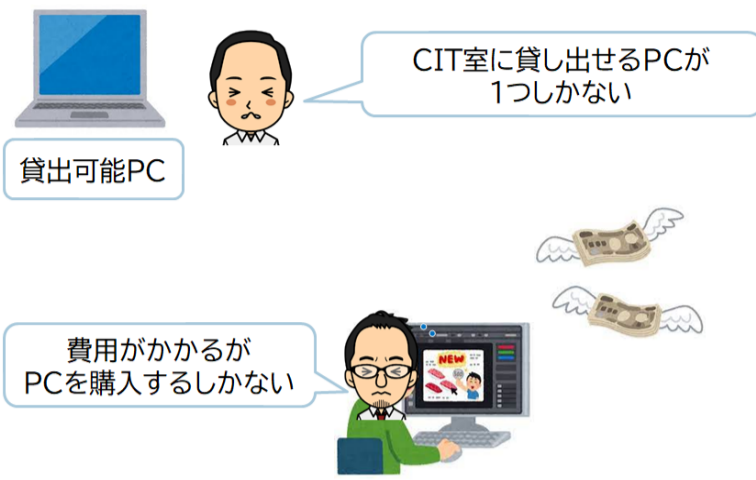 CIT室に貸し出せるPCが
1つしかない
貸出可能PC
費用がかかるが
PCを購入するしかない
NEW